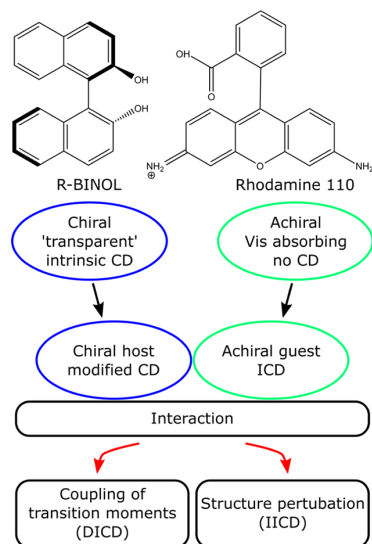 OH
OH
R-BINOL
OH
O
NH₂
⊕
O
NH₂
Rhodamine 110
Chiral
'transparent'
intrinsic CD
Achiral
Vis absorbing
no CD
Chiral host
modified CD
Achiral guest
ICD
Interaction
Coupling of
transition moments
(DICD)
Structure pertubation
(IICD)